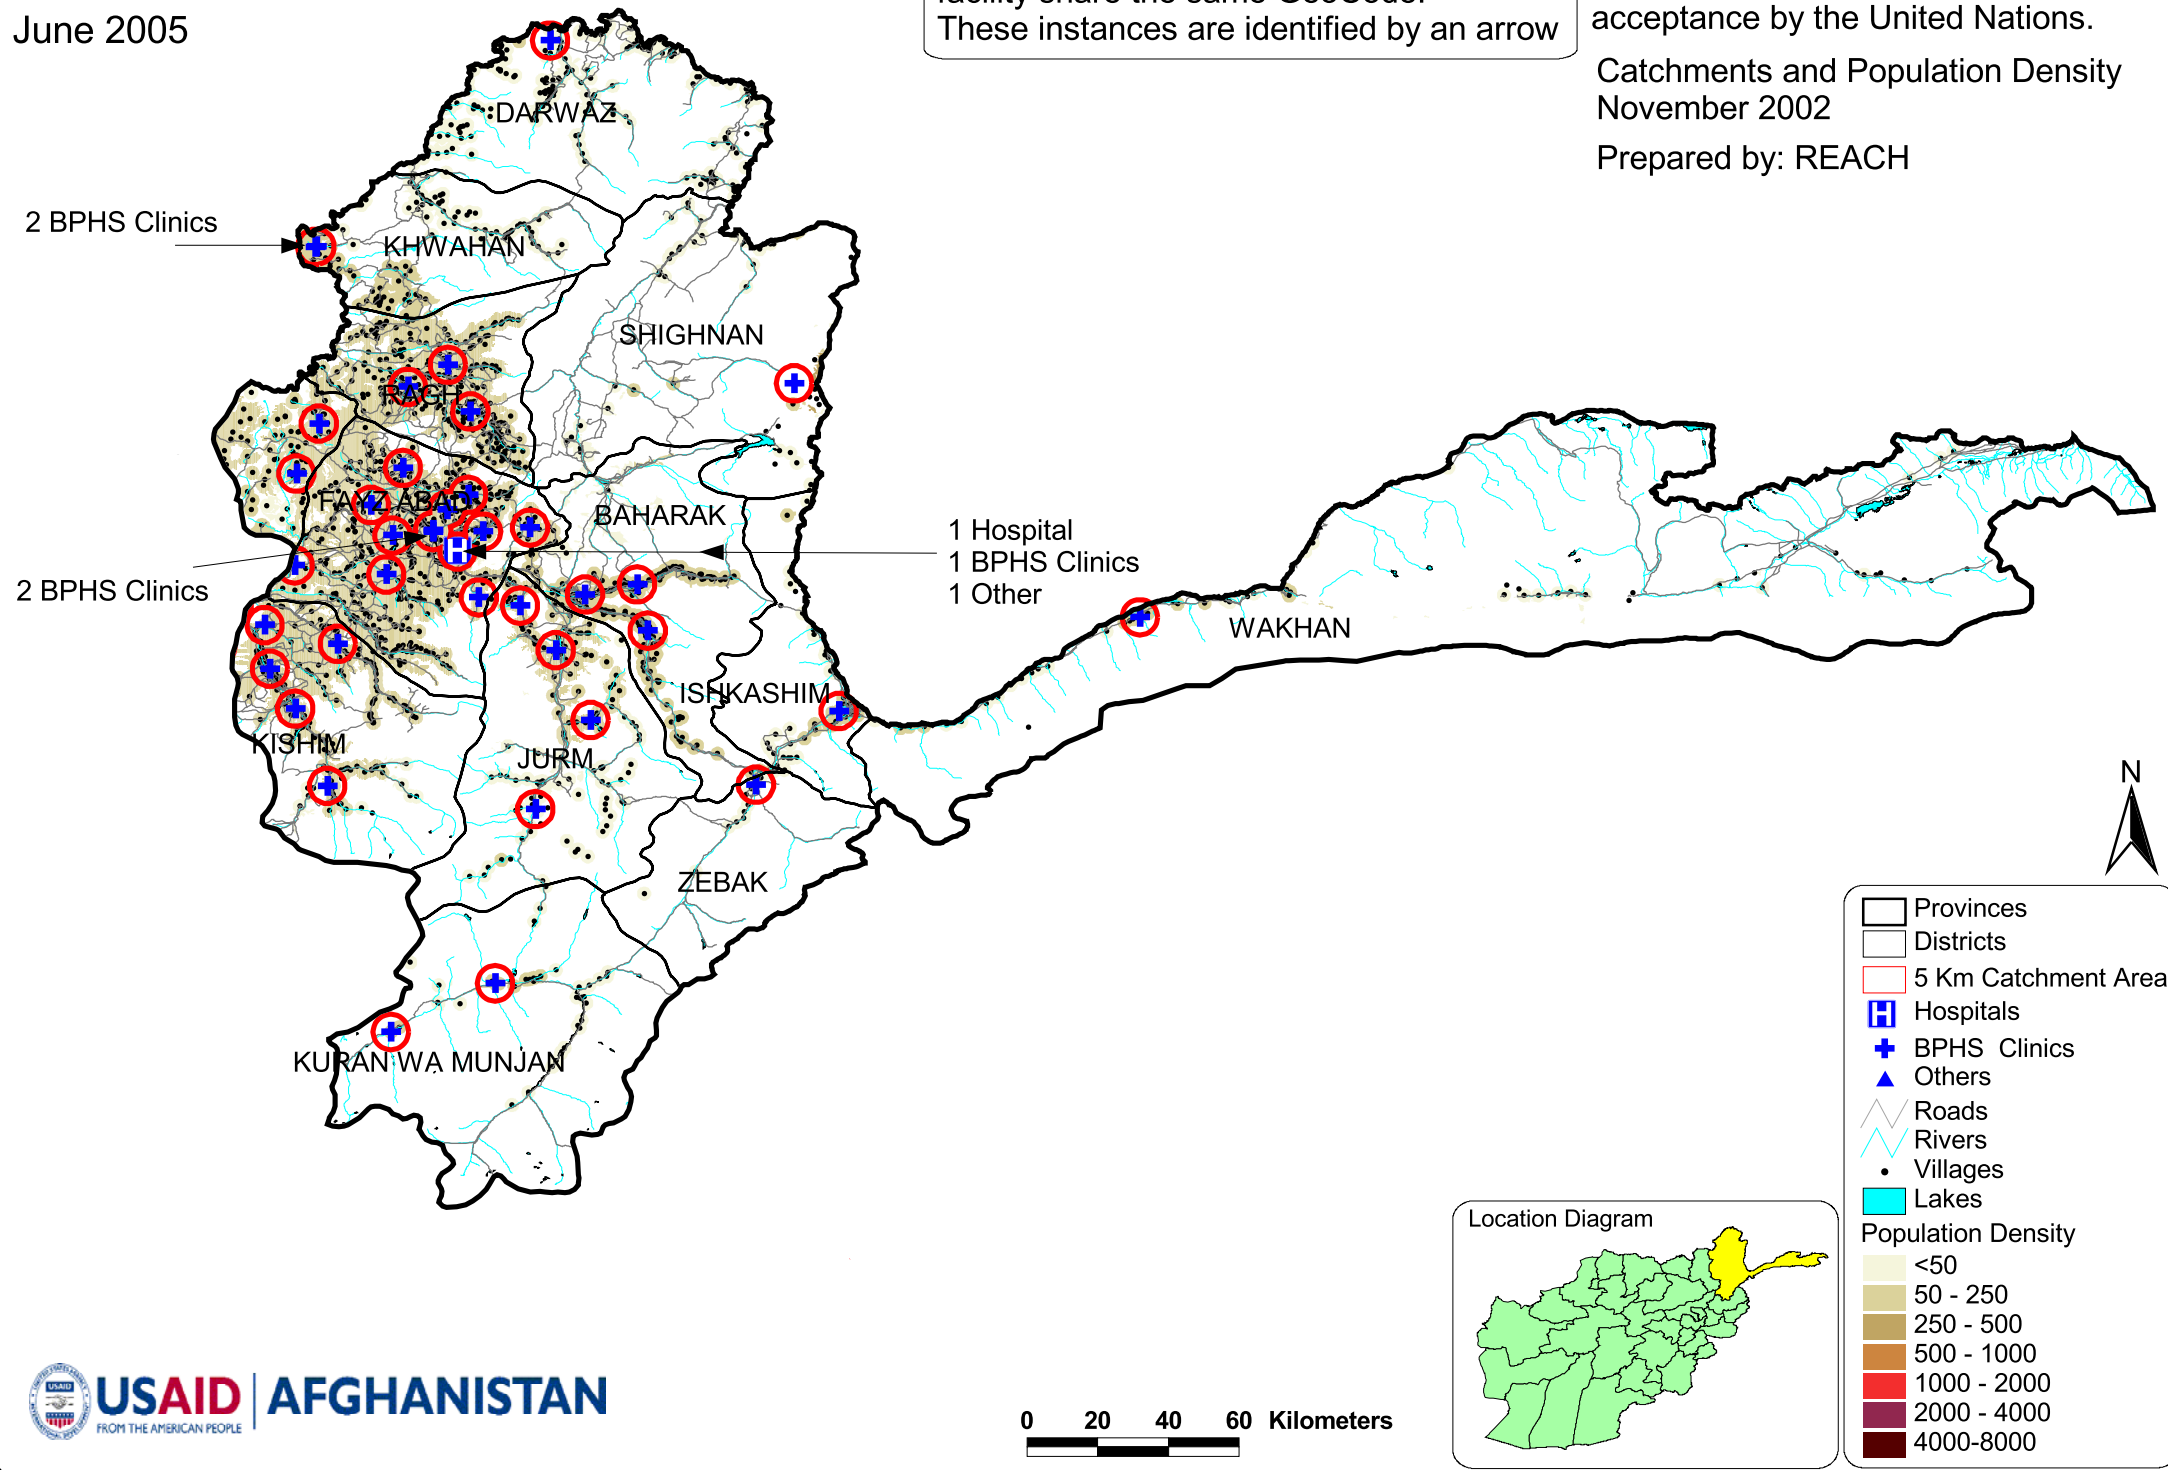 June 2005
These instances are identified by an arrow
acceptance by the United Nations.
Catchments and Population Density
November 2002
Prepared by: REACH
DARWAZ
2 BPHS Clinics
KHWAHAN
SHIGHNAN
RAGH
FAYZ ABAD
BAHARAK
1 Hospital
1 BPHS Clinics
1 Other
2 BPHS Clinics
WAKHAN
ISHKASHIM
KISHIM
JURM
ZEBAK
KURAN WA MUNJAN
N
Provinces
Districts
5 Km Catchment Area
H Hospitals
BPHS Clinics
Others
Roads
Rivers
Villages
Lakes
Population Density
<50
50 - 250
250 - 500
500 - 1000
1000 - 2000
2000 - 4000
4000-8000
Location Diagram
USAID
USAID AFGHANISTAN
FROM THE AMERICAN PEOPLE
0 20 40 60 Kilometers